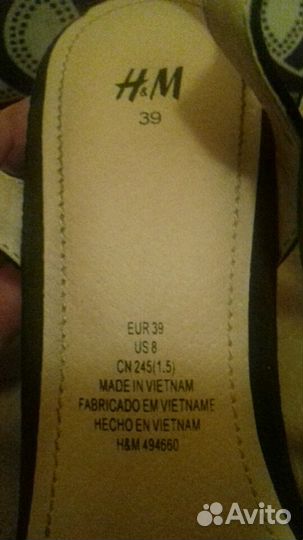 H&M
39
EUR 39
US 8
CN 245(1.5)
MADE IN VIETNAM
FABRICADO EM VIETNAME
HECHO EN VIETNAM
H&M 494660
Avito